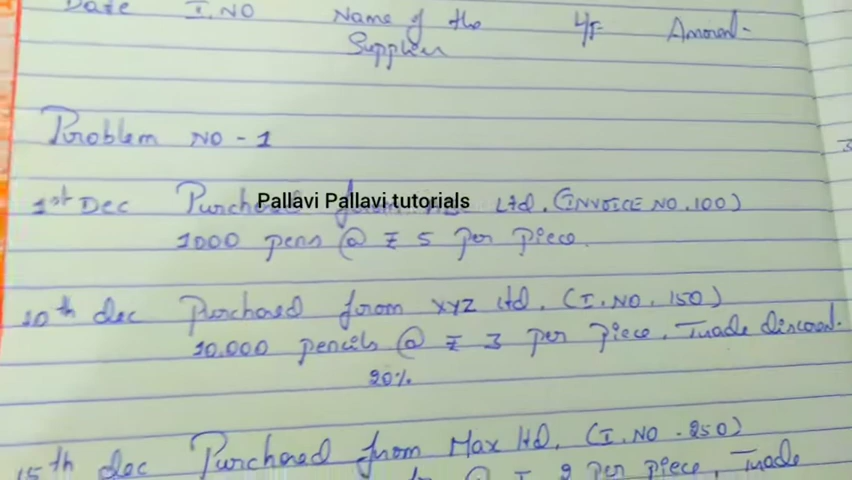 Date I.NO Name of the L/F Amount
Supplier
Problem NO - 1
1st Dec Purchased from Ltd. (INVOICE NO. 100)
Pallavi Pallavi tutorials
1000 pens @ ₹ 5 per piece.
10th dec Purchased from XYZ Ltd. (I. NO. 150)
10.000 pencils @ ₹ 3 per piece, Trade discount.
20%
15th dec Purchased from Max Ltd. (I. NO - 250)
@ ₹ 2 per piece, Trade